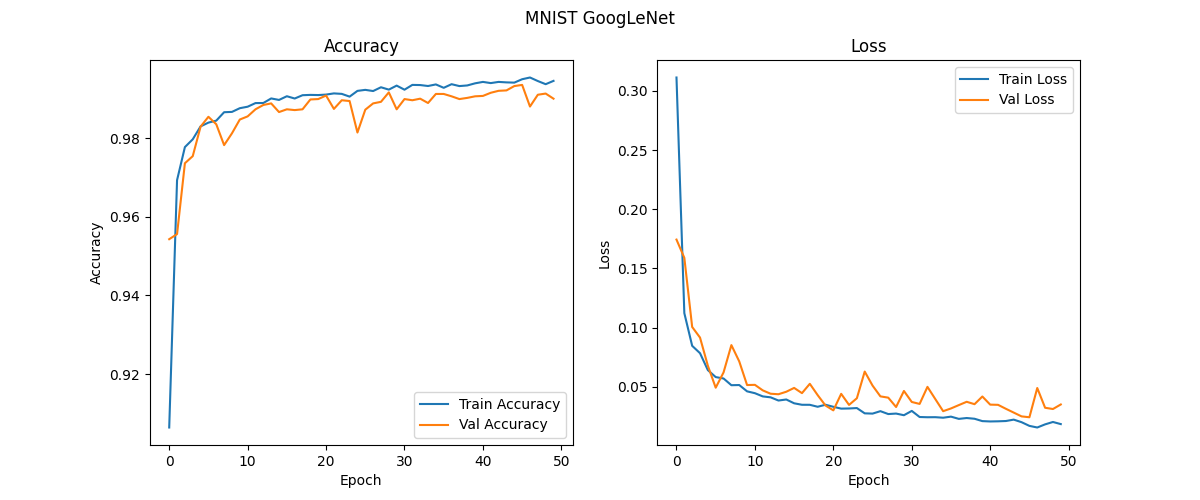 MNIST GoogLeNet
Accuracy
Accuracy
0.98
0.96
0.94
0.92
Train Accuracy
Val Accuracy
0 10 20 30 40 50
Epoch
Loss
Loss
0.30
0.25
0.20
0.15
0.10
0.05
Train Loss
Val Loss
0 10 20 30 40 50
Epoch